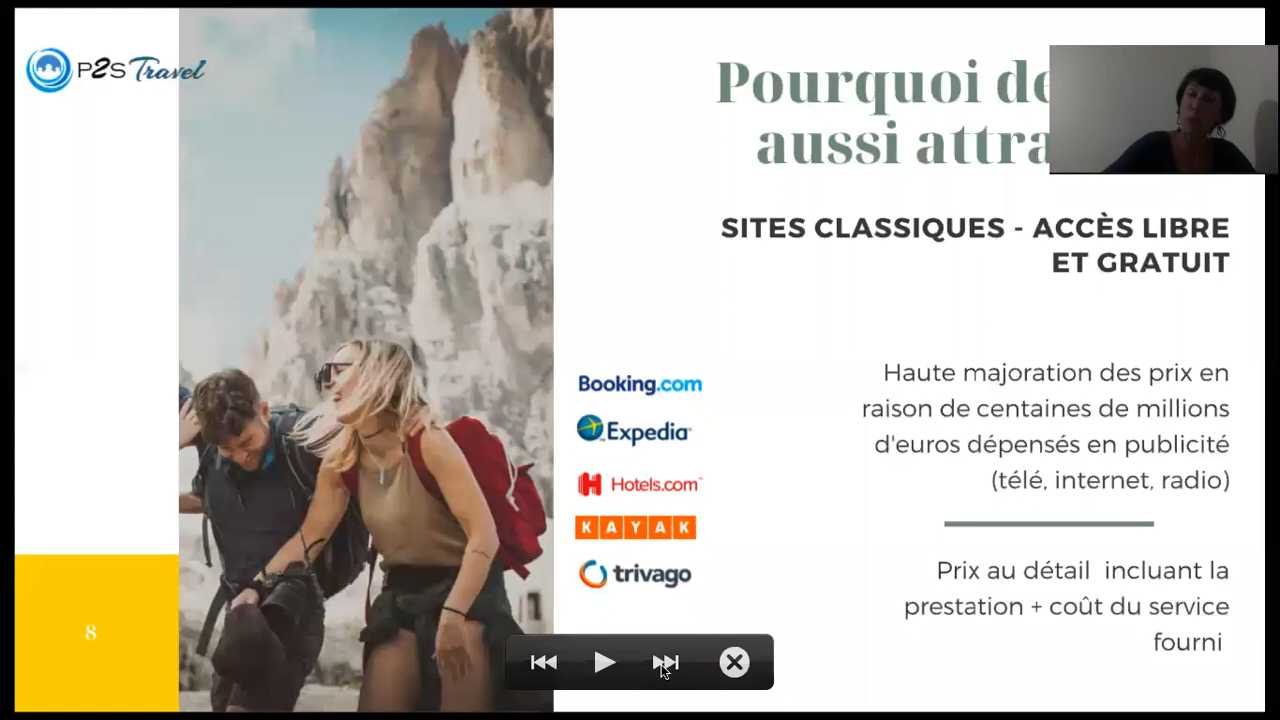 P2S Travel
Pourquoi de
aussi attra
SITES CLASSIQUES - ACCÈS LIBRE
ET GRATUIT
Booking.com
Expedia
Hotels.com
KAYAK
trivago
Haute majoration des prix en
raison de centaines de millions
d'euros dépensés en publicité
(télé, internet, radio)
Prix au détail incluant la
prestation + coût du service
fourni
8